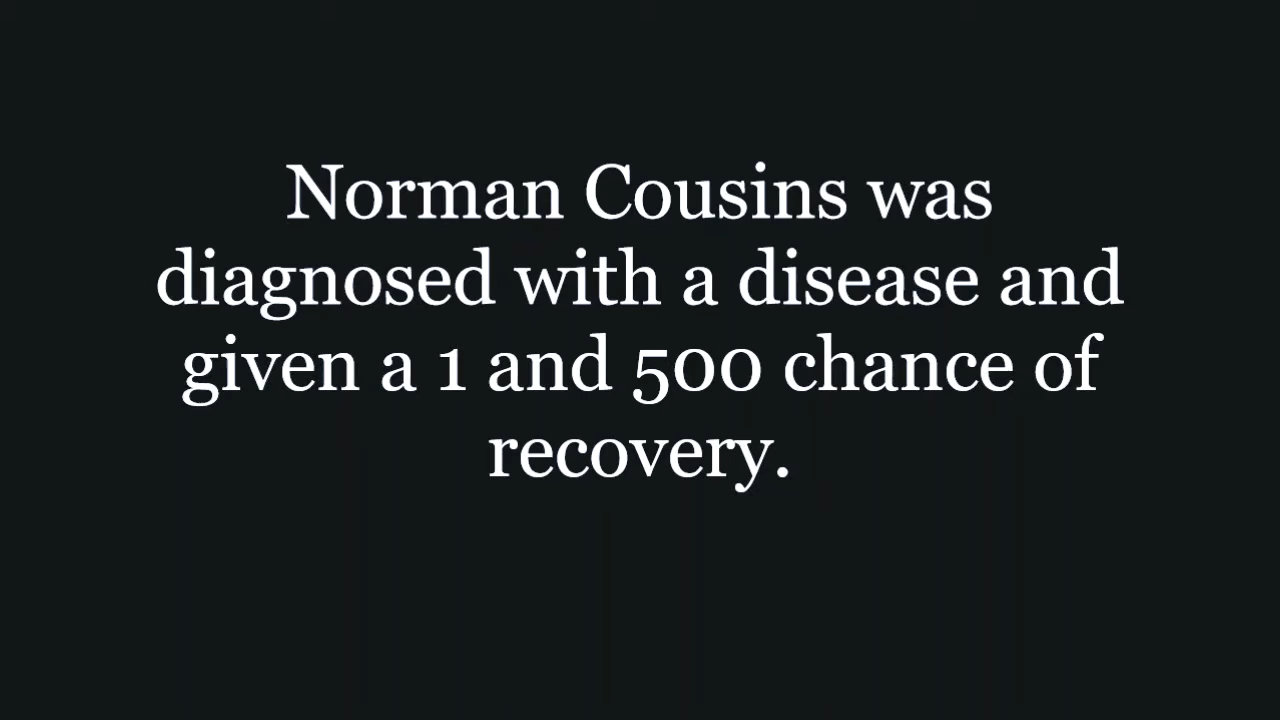 Norman Cousins was
diagnosed with a disease and
given a 1 and 500 chance of
recovery.